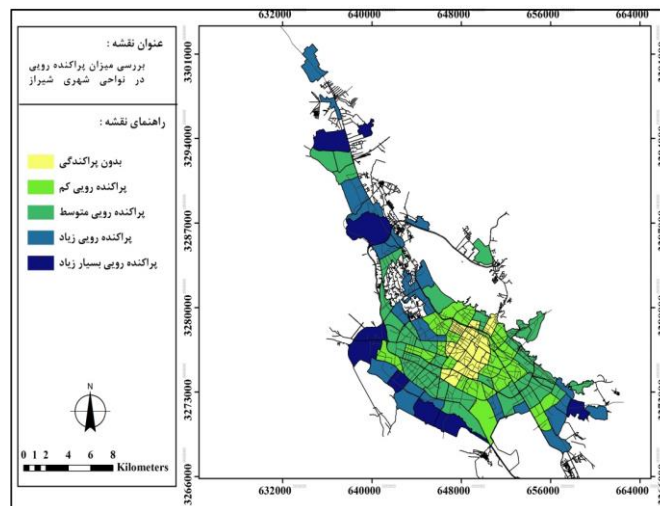 عنوان نقشه :
بررسی میزان پراکنده رویی
در نواحی شهری شیراز
راهنمای نقشه :
بدون پراکندگی
پراکنده رویی کم
پراکنده رویی متوسط
پراکنده رویی زیاد
پراکنده رویی بسیار زیاد
N
0 1 2 4 6 8
Kilometers
632000 640000 648000 656000 664000
3301000
3294000
3287000
3280000
3273000
3266000
632000 640000 648000 656000 664000